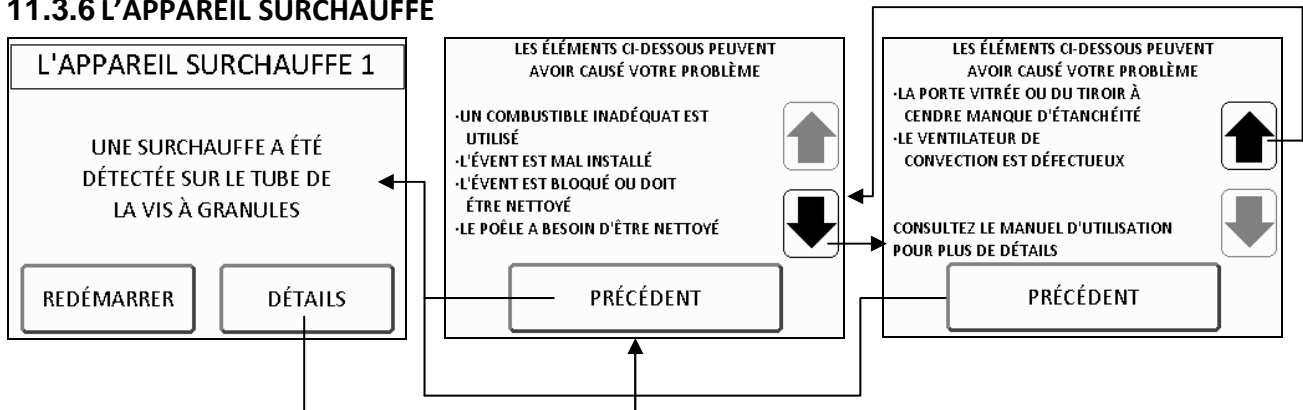 11.3.6 L'APPAREIL SURCHAUFFE
L'APPAREIL SURCHAUFFE 1
UNE SURCHAUFFE A ÉTÉ
DÉTECTÉE SUR LE TUBE DE
LA VIS À GRANULES
REDÉMARRER
DÉTAILS
LES ÉLÉMENTS CI-DESSOUS PEUVENT
AVOIR CAUSÉ VOTRE PROBLÈME
·UN COMBUSTIBLE INADÉQUAT EST
UTILISÉ
·L'ÉVENT EST MAL INSTALLÉ
·L'ÉVENT EST BLOQUÉ OU DOIT
ÉTRE NETTOYÉ
·LE POÊLE A BESOIN D'ÊTRE NETTOYÉ
PRÉCÉDENT
LES ÉLÉMENTS CI-DESSOUS PEUVENT
AVOIR CAUSÉ VOTRE PROBLÈME
·LA PORTE VITRÉE OU DU TIROIR À
CENDRE MANQUE D'ÉTANCHÉITÉ
·LE VENTILATEUR DE
CONVECTION EST DÉFECTUEUX
CONSULTEZ LE MANUEL D'UTILISATION
POUR PLUS DE DÉTAILS
PRÉCÉDENT